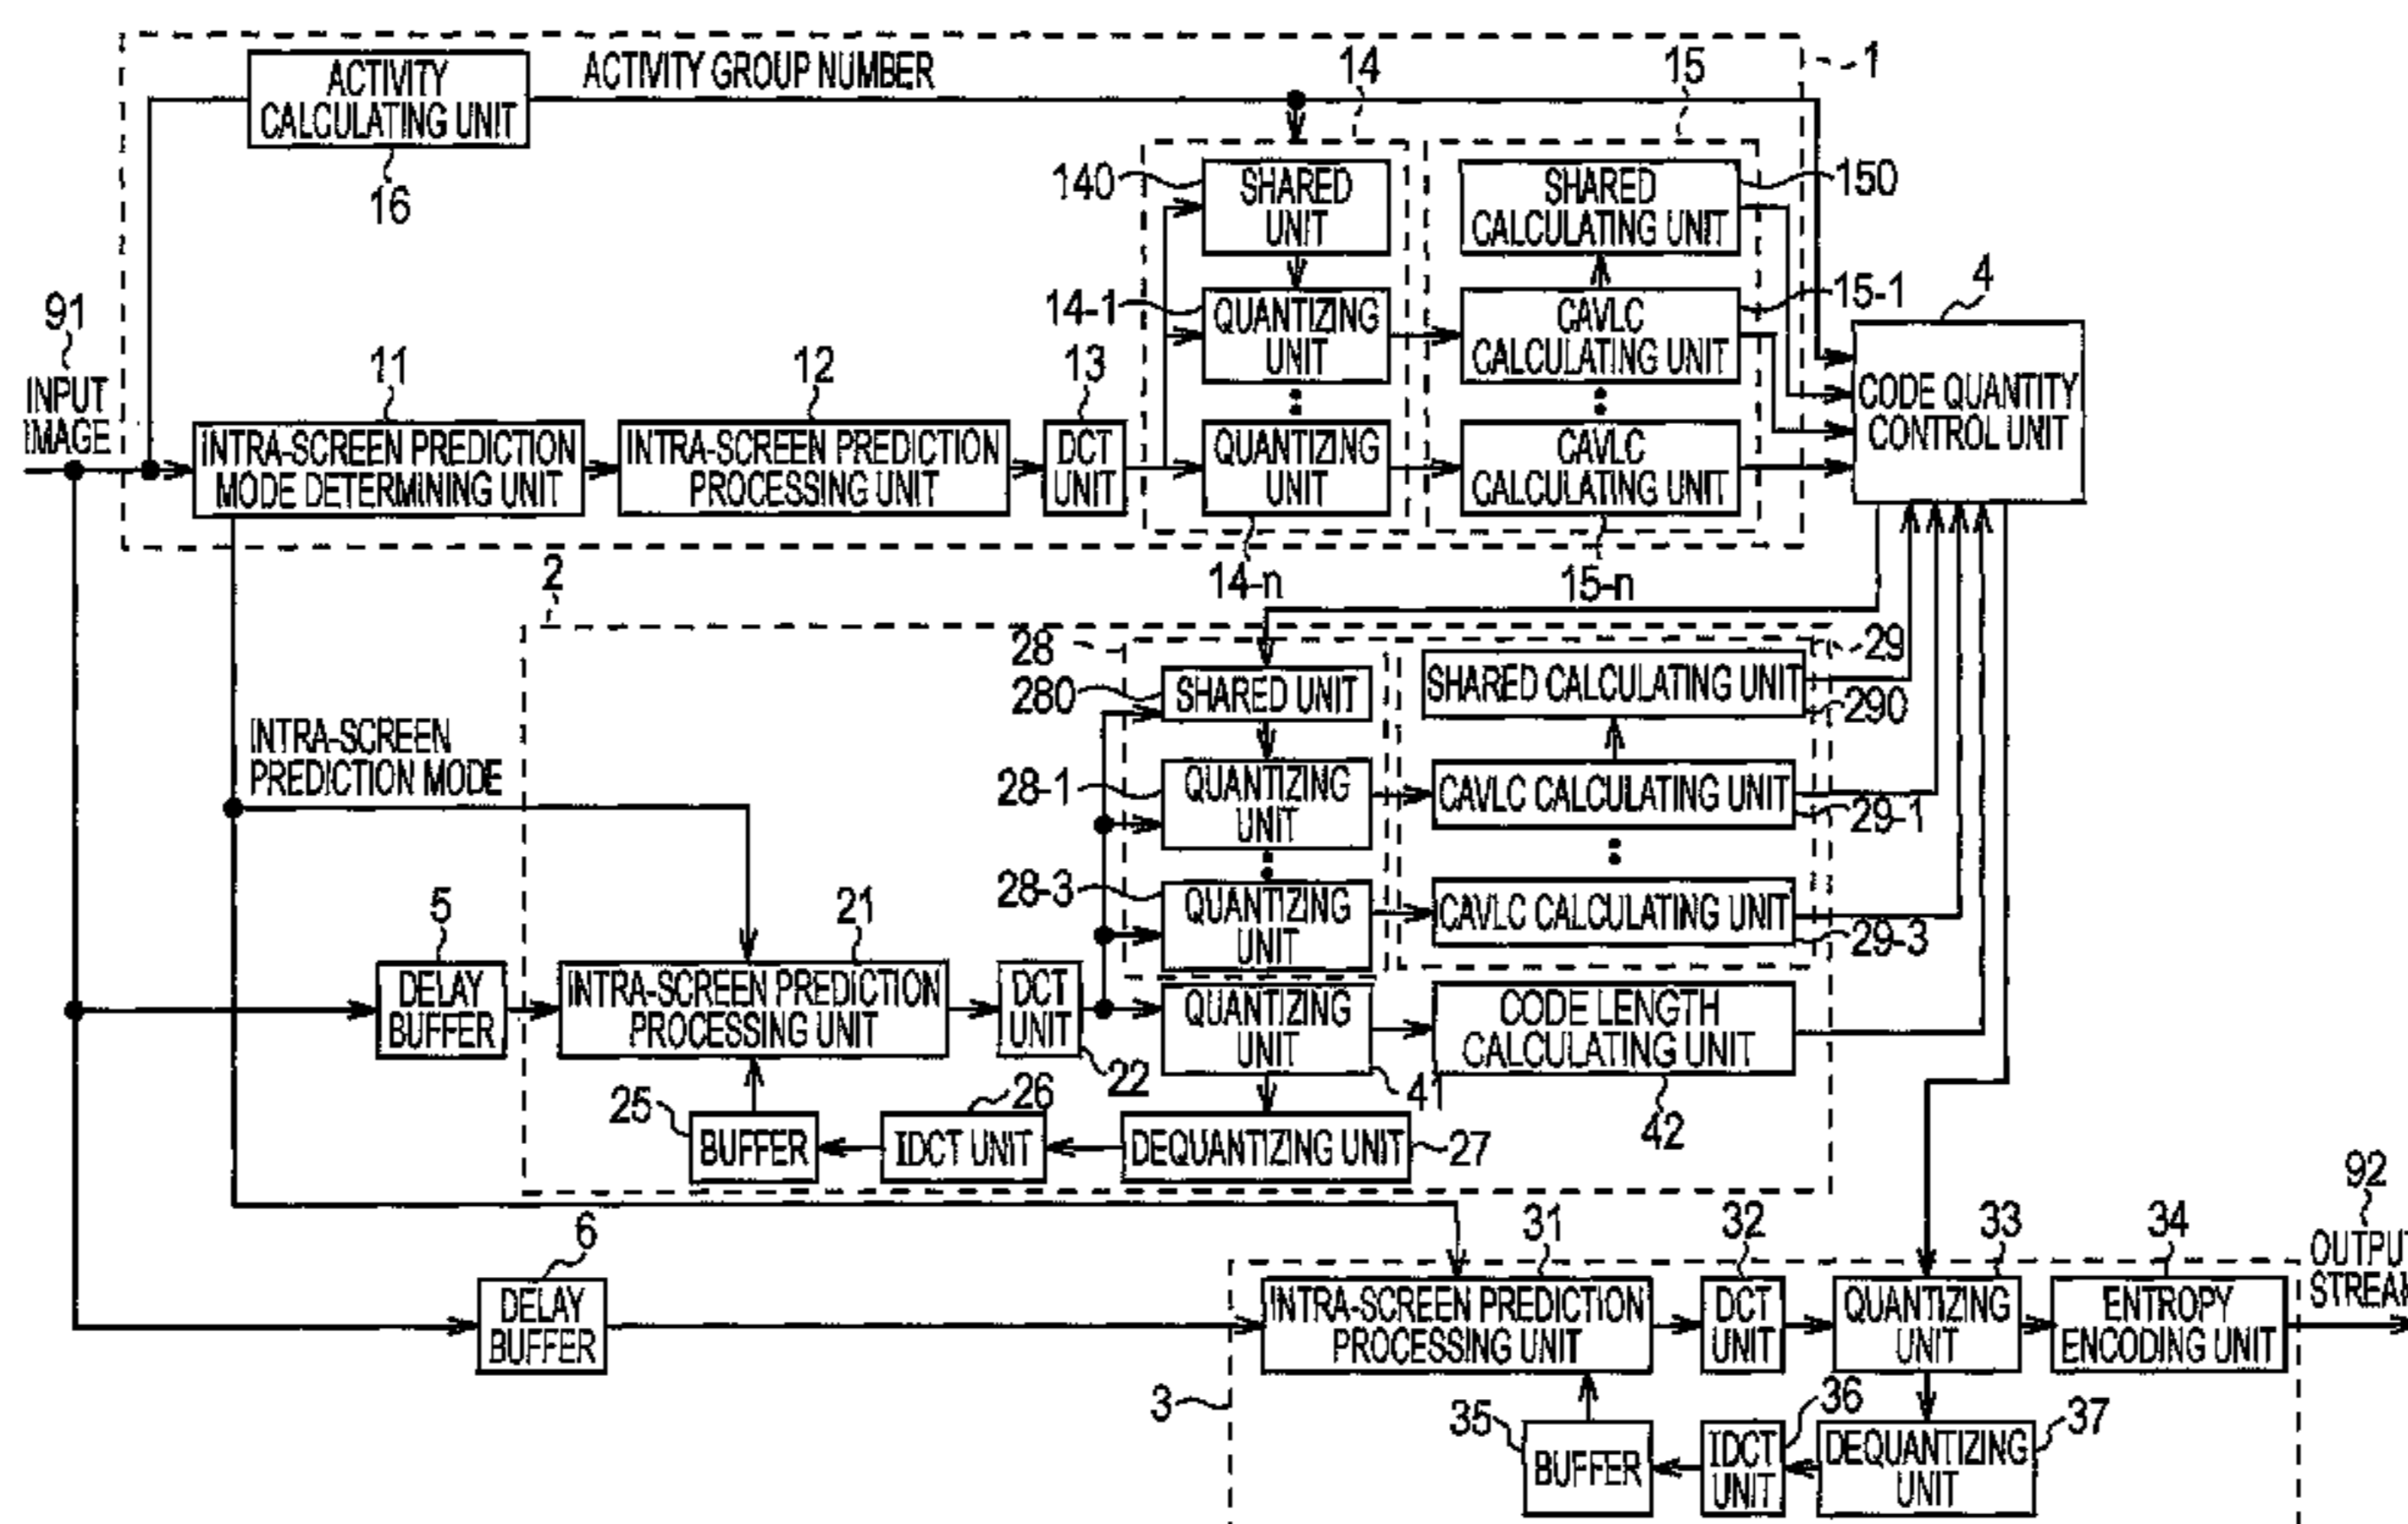 ACTIVITY
CALCULATING UNIT
ACTIVITY GROUP NUMBER
14
15
1
16
140
SHARED
UNIT
SHARED
CALCULATING UNIT
150
14-1
QUANTIZING
UNIT
CAVLC
CALCULATING UNIT
15-1
4
CODE QUANTITY
CONTROL UNIT
91
INPUT
IMAGE
11
INTRA-SCREEN PREDICTION
MODE DETERMINING UNIT
12
INTRA-SCREEN PREDICTION
PROCESSING UNIT
13
DCT
UNIT
QUANTIZING
UNIT
CAVLC
CALCULATING UNIT
14-n
15-n
2
28
280
SHARED UNIT
SHARED CALCULATING UNIT
29
290
INTRA-SCREEN
PREDICTION MODE
28-1
QUANTIZING
UNIT
CAVLC CALCULATING UNIT
29-1
28-3
QUANTIZING
UNIT
CAVLC CALCULATING UNIT
29-3
5
DELAY
BUFFER
21
INTRA-SCREEN PREDICTION
PROCESSING UNIT
DCT
UNIT
22
QUANTIZING
UNIT
41
CODE LENGTH
CALCULATING UNIT
42
25
BUFFER
26
IDCT UNIT
DEQUANTIZING UNIT
27
6
DELAY
BUFFER
3
31
INTRA-SCREEN PREDICTION
PROCESSING UNIT
32
DCT
UNIT
33
QUANTIZING
UNIT
34
ENTROPY
ENCODING UNIT
92
OUTPUT
STREAM
35
BUFFER
36
IDCT
UNIT
37
DEQUANTIZING
UNIT